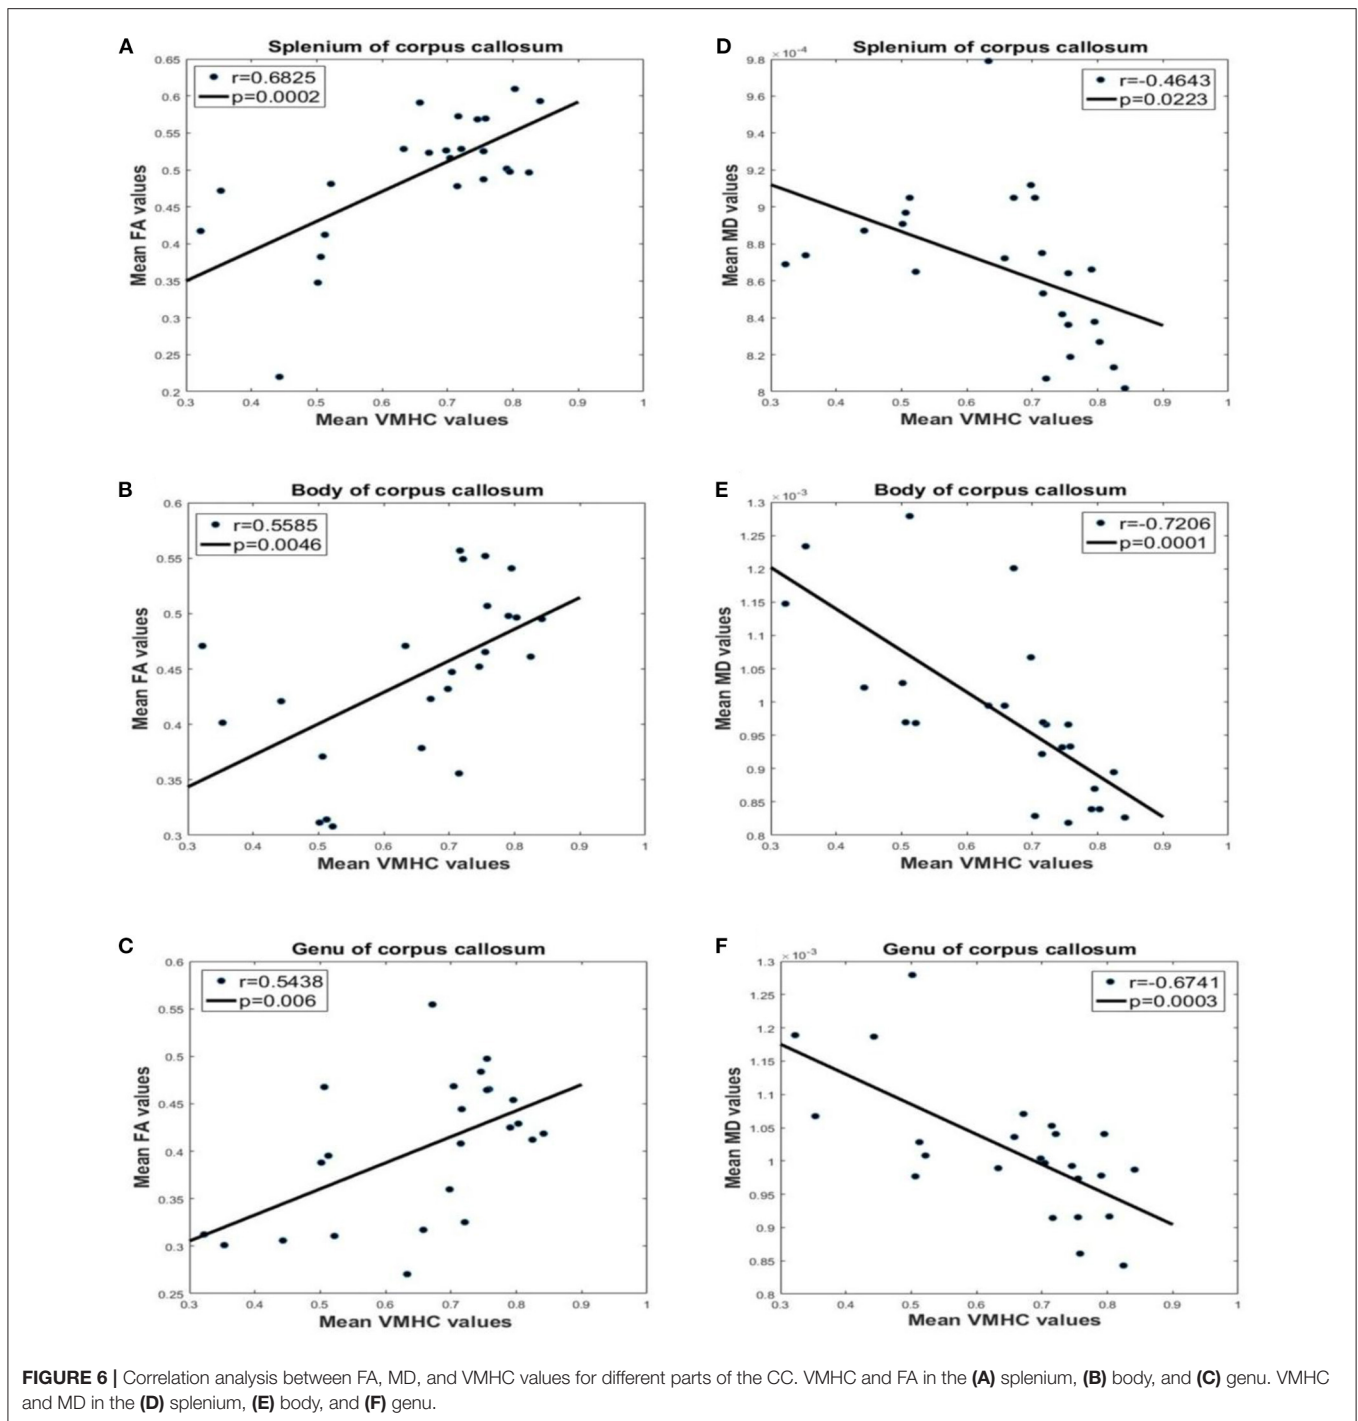 A
Splenium of corpus callosum
r=0.6825
p=0.0002
Mean FA values
0.65
0.6
0.55
0.5
0.45
0.4
0.35
0.3
0.25
0.2
0.3 0.4 0.5 0.6 0.7 0.8 0.9 1
Mean VMHC values
D
Splenium of corpus callosum
×10-4
r=-0.4643
p=0.0223
Mean MD values
9.8
9.6
9.4
9.2
9
8.8
8.6
8.4
8.2
8
0.3 0.4 0.5 0.6 0.7 0.8 0.9 1
Mean VMHC values
B
Body of corpus callosum
r=0.5585
p=0.0046
Mean FA values
0.6
0.55
0.5
0.45
0.4
0.35
0.3
0.3 0.4 0.5 0.6 0.7 0.8 0.9 1
Mean VMHC values
E
Body of corpus callosum
×10-3
r=-0.7206
p=0.0001
Mean MD values
1.3
1.25
1.2
1.15
1.1
1.05
1
0.95
0.9
0.85
0.8
0.3 0.4 0.5 0.6 0.7 0.8 0.9 1
Mean VMHC values
C
Genu of corpus callosum
r=0.5438
p=0.006
Mean FA values
0.6
0.55
0.5
0.45
0.4
0.35
0.3
0.25
0.3 0.4 0.5 0.6 0.7 0.8 0.9 1
Mean VMHC values
F
Genu of corpus callosum
×10-3
r=-0.6741
p=0.0003
Mean MD values
1.3
1.25
1.2
1.15
1.1
1.05
1
0.95
0.9
0.85
0.8
0.3 0.4 0.5 0.6 0.7 0.8 0.9 1
Mean VMHC values
FIGURE 6 | Correlation analysis between FA, MD, and VMHC values for different parts of the CC. VMHC and FA in the (A) splenium, (B) body, and (C) genu. VMHC
and MD in the (D) splenium, (E) body, and (F) genu.